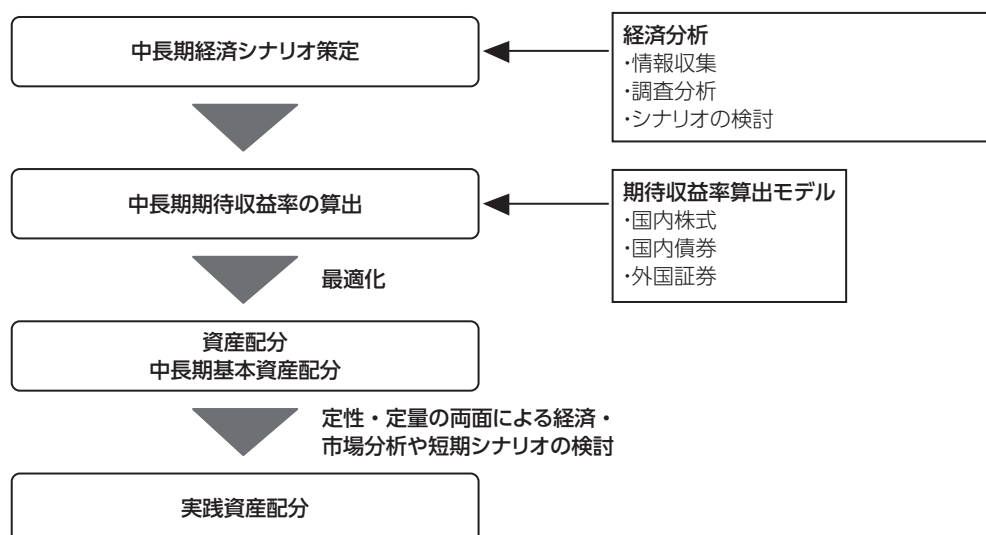 中長期経済シナリオ策定
経済分析
・情報収集
・調査分析
・シナリオの検討
中長期期待収益率の算出
期待収益率算出モデル
・国内株式
・国内債券
・外国証券
最適化
資産配分
中長期基本資産配分
定性・定量の両面による経済・
市場分析や短期シナリオの検討
実践資産配分